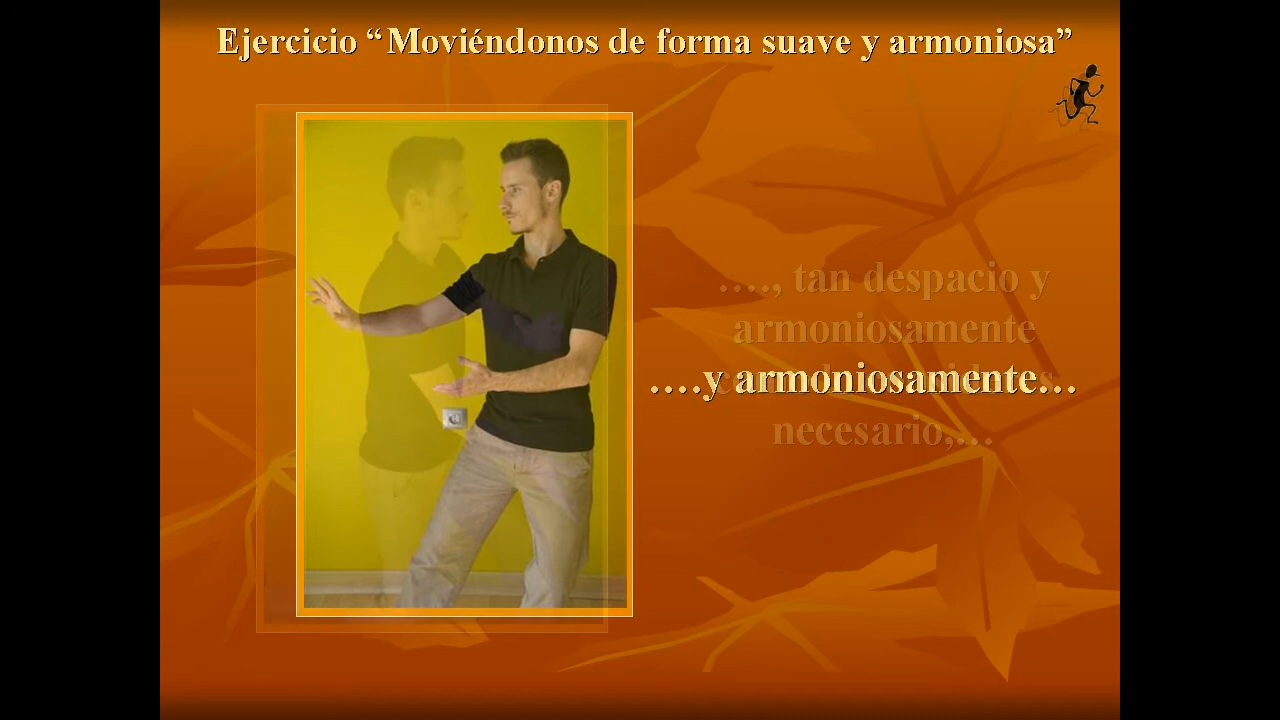 Ejercicio “Moviéndonos de forma suave y armoniosa”
…., tan despacio y
armoniosamente
….y armoniosamente…
necesario,…